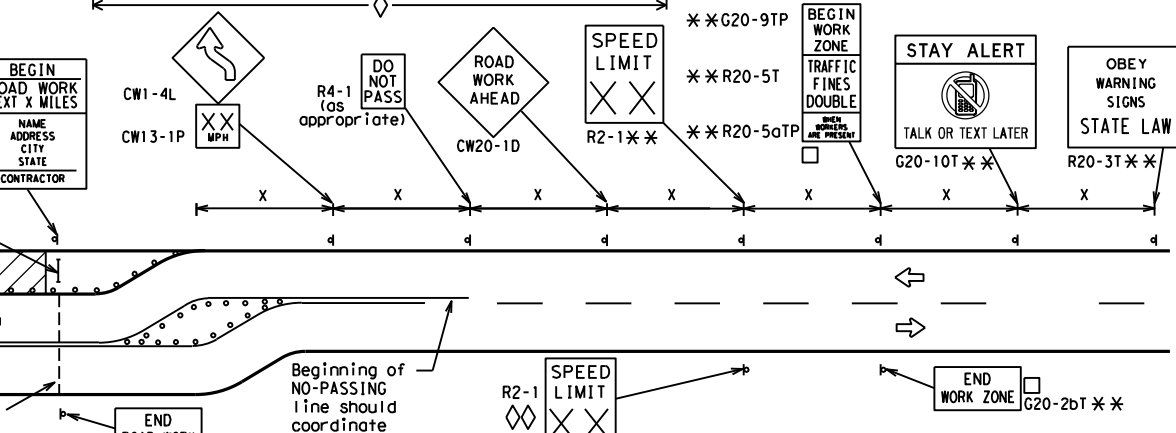 BEGIN
ROAD WORK
NEXT X MILES
NAME
ADDRESS
CITY
STATE
CONTRACTOR
CW1-4L
CW13-1P
XX
MPH
R4-1
(as
appropriate)
DO
NOT
PASS
ROAD
WORK
AHEAD
CW20-1D
SPEED
LIMIT
XX
R2-1**
**G20-9TP
**R20-5T
**R20-5aTP
BEGIN
WORK
ZONE
TRAFFIC
FINES
DOUBLE
WHEN
WORKERS
ARE PRESENT
STAY ALERT
TALK OR TEXT LATER
G20-10T**
OBEY
WARNING
SIGNS
STATE LAW
R20-3T**
X
X
X
X
X
X
X
Beginning of
NO-PASSING
line should
coordinate
R2-1
SPEED
LIMIT
XX
END
WORK ZONE
G20-2bT**
END
ROAD WORK